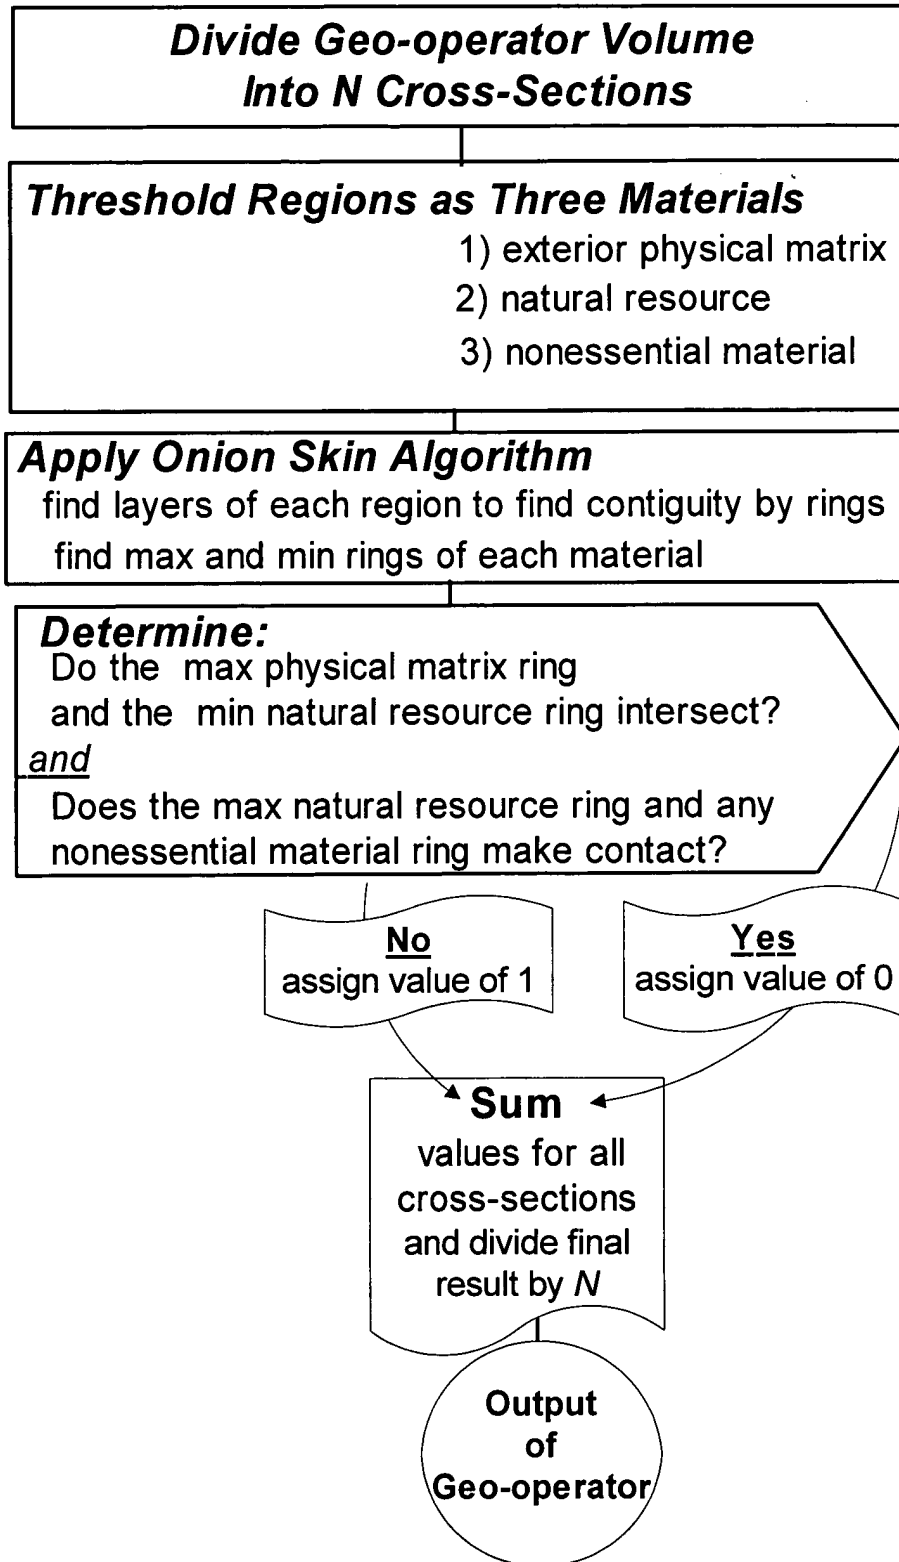 Divide Geo-operator Volume
Into N Cross-Sections
Threshold Regions as Three Materials
1) exterior physical matrix
2) natural resource
3) nonessential material
Apply Onion Skin Algorithm
find layers of each region to find contiguity by rings
find max and min rings of each material
Determine:
Do the max physical matrix ring
and the min natural resource ring intersect?
and
Does the max natural resource ring and any
nonessential material ring make contact?
No
assign value of 1
Yes
assign value of 0
Sum
values for all
cross-sections
and divide final
result by N
Output
of
Geo-operator